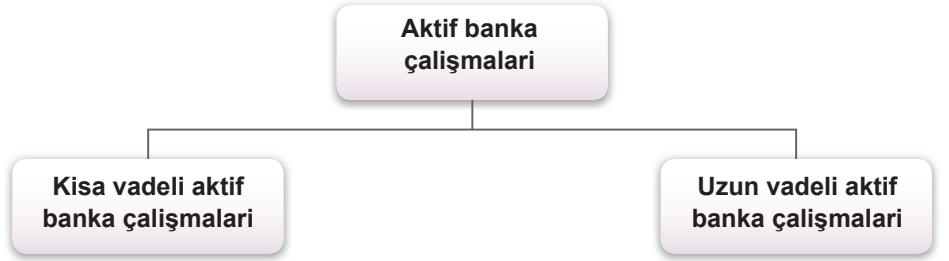 Aktif banka
çalişmalari
Kisa vadeli aktif
banka çalişmalari
Uzun vadeli aktif
banka çalişmalari